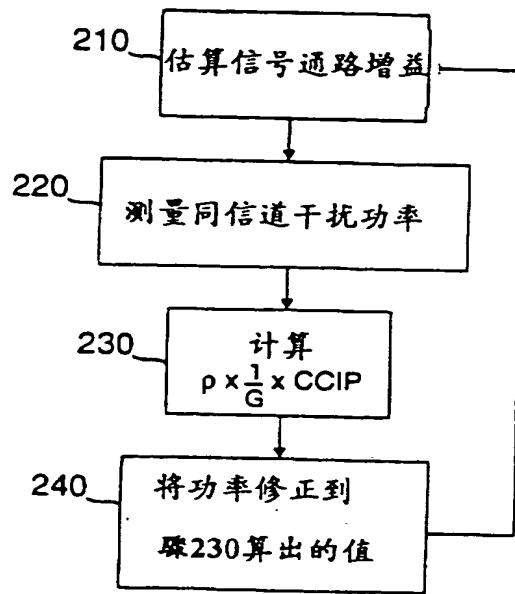 210
估算信号通路增益
220
测量同信道干扰功率
230
计算
ρ x 1/G x CCIP
240
将功率修正到
骤230算出的值